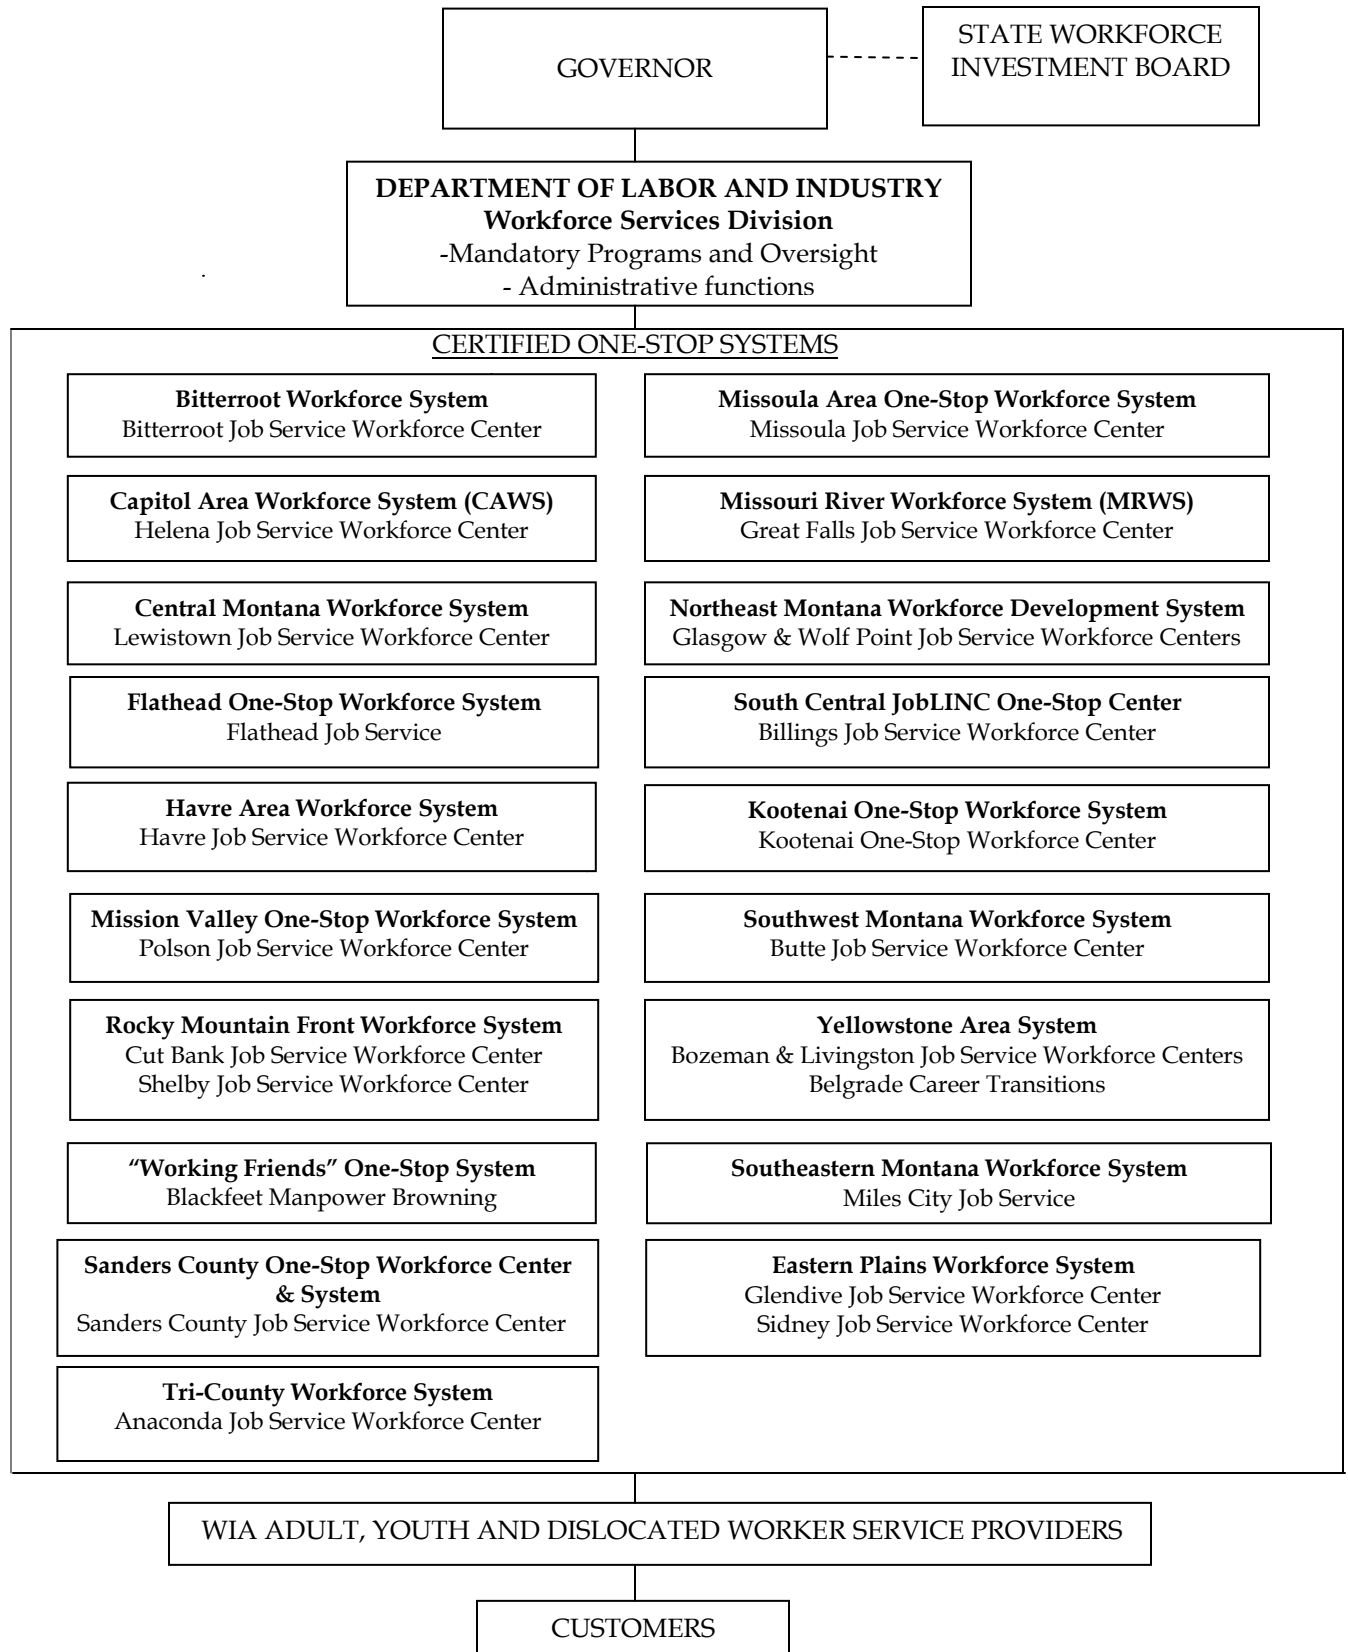 GOVERNOR
STATE WORKFORCE
INVESTMENT BOARD
DEPARTMENT OF LABOR AND INDUSTRY
Workforce Services Division
-Mandatory Programs and Oversight
- Administrative functions
CERTIFIED ONE-STOP SYSTEMS
Bitterroot Workforce System
Bitterroot Job Service Workforce Center
Missoula Area One-Stop Workforce System
Missoula Job Service Workforce Center
Capitol Area Workforce System (CAWS)
Helena Job Service Workforce Center
Missouri River Workforce System (MRWS)
Great Falls Job Service Workforce Center
Central Montana Workforce System
Lewistown Job Service Workforce Center
Northeast Montana Workforce Development System
Glasgow & Wolf Point Job Service Workforce Centers
Flathead One-Stop Workforce System
Flathead Job Service
South Central JobLINC One-Stop Center
Billings Job Service Workforce Center
Havre Area Workforce System
Havre Job Service Workforce Center
Kootenai One-Stop Workforce System
Kootenai One-Stop Workforce Center
Mission Valley One-Stop Workforce System
Polson Job Service Workforce Center
Southwest Montana Workforce System
Butte Job Service Workforce Center
Rocky Mountain Front Workforce System
Cut Bank Job Service Workforce Center
Shelby Job Service Workforce Center
Yellowstone Area System
Bozeman & Livingston Job Service Workforce Centers
Belgrade Career Transitions
“Working Friends” One-Stop System
Blackfeet Manpower Browning
Southeastern Montana Workforce System
Miles City Job Service
Sanders County One-Stop Workforce Center
& System
Sanders County Job Service Workforce Center
Eastern Plains Workforce System
Glendive Job Service Workforce Center
Sidney Job Service Workforce Center
Tri-County Workforce System
Anaconda Job Service Workforce Center
WIA ADULT, YOUTH AND DISLOCATED WORKER SERVICE PROVIDERS
CUSTOMERS